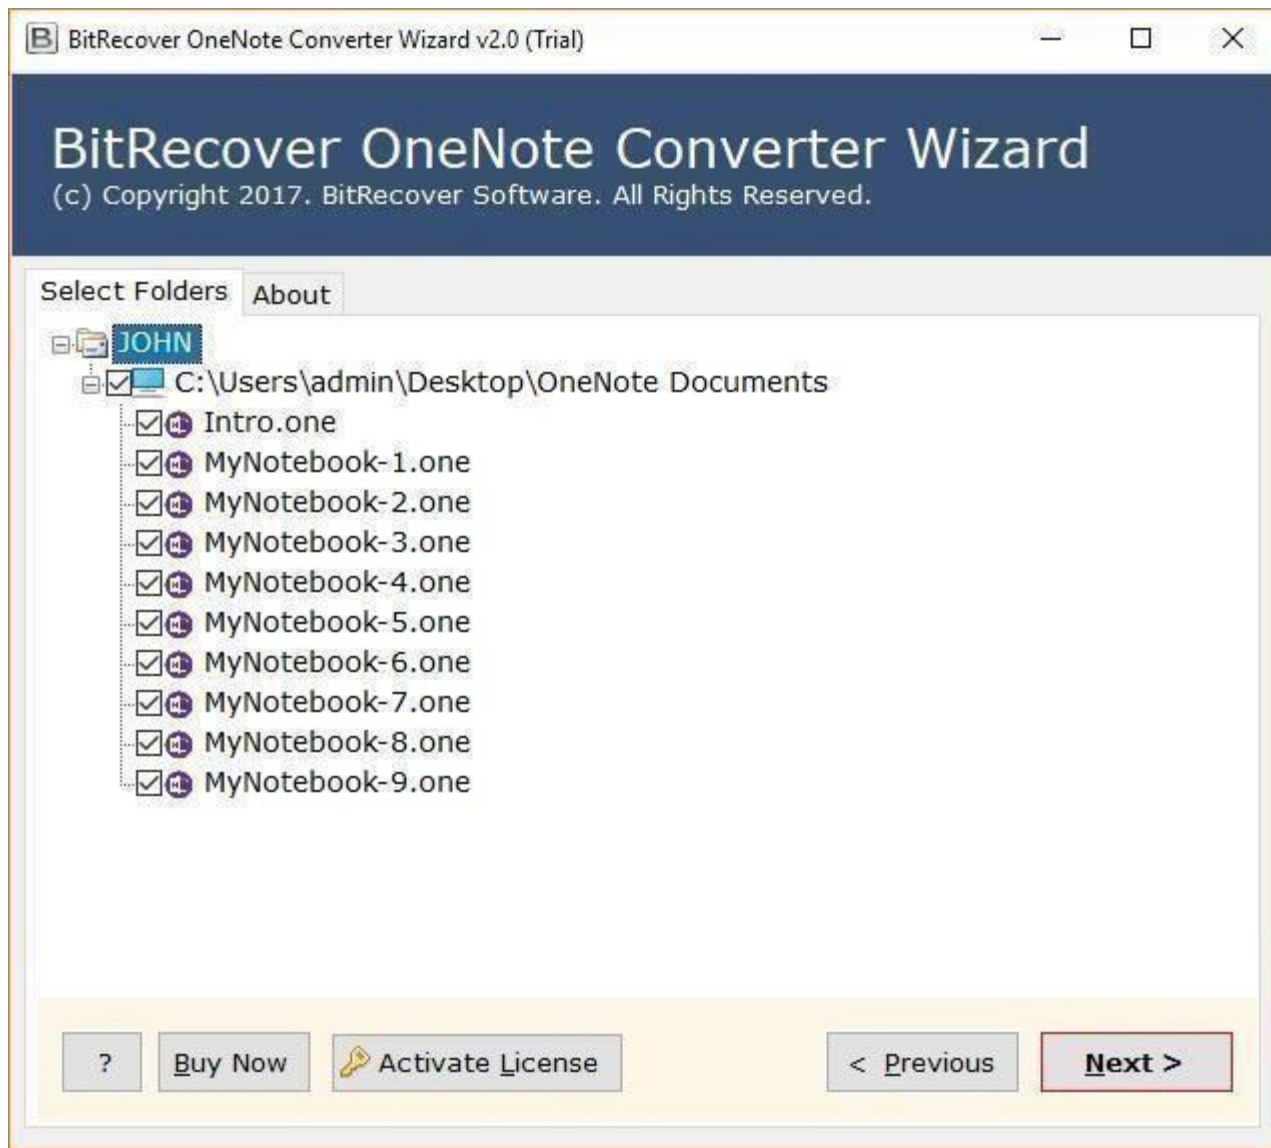 BitRecover OneNote Converter Wizard v2.0 (Trial)
BitRecover OneNote Converter Wizard
(c) Copyright 2017. BitRecover Software. All Rights Reserved.
Select Folders About
JOHN
C:\Users\admin\Desktop\OneNote Documents
Intro.one
MyNotebook-1.one
MyNotebook-2.one
MyNotebook-3.one
MyNotebook-4.one
MyNotebook-5.one
MyNotebook-6.one
MyNotebook-7.one
MyNotebook-8.one
MyNotebook-9.one
? Buy Now Activate License < Previous Next >